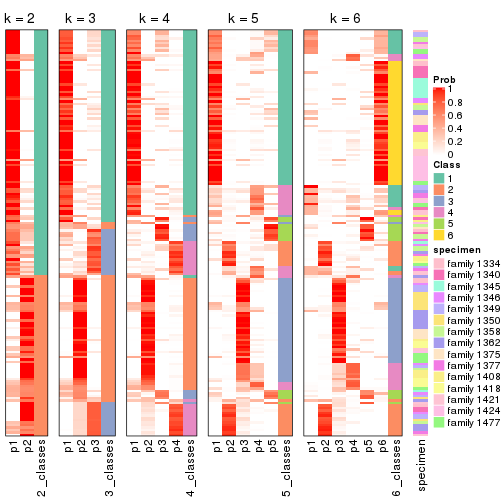 k = 2
k = 3
k = 4
k = 5
k = 6
p1
p2
2_classes
p1
p2
p3
3_classes
p1
p2
p3
p4
4_classes
p1
p2
p3
p4
p5
5_classes
p1
p2
p3
p4
p5
p6
6_classes
specimen
Prob
1
0.8
0.6
0.4
0.2
0
Class
1
2
3
4
5
6
specimen
family 1334
family 1340
family 1345
family 1346
family 1349
family 1350
family 1358
family 1362
family 1375
family 1377
family 1408
family 1418
family 1421
family 1424
family 1477